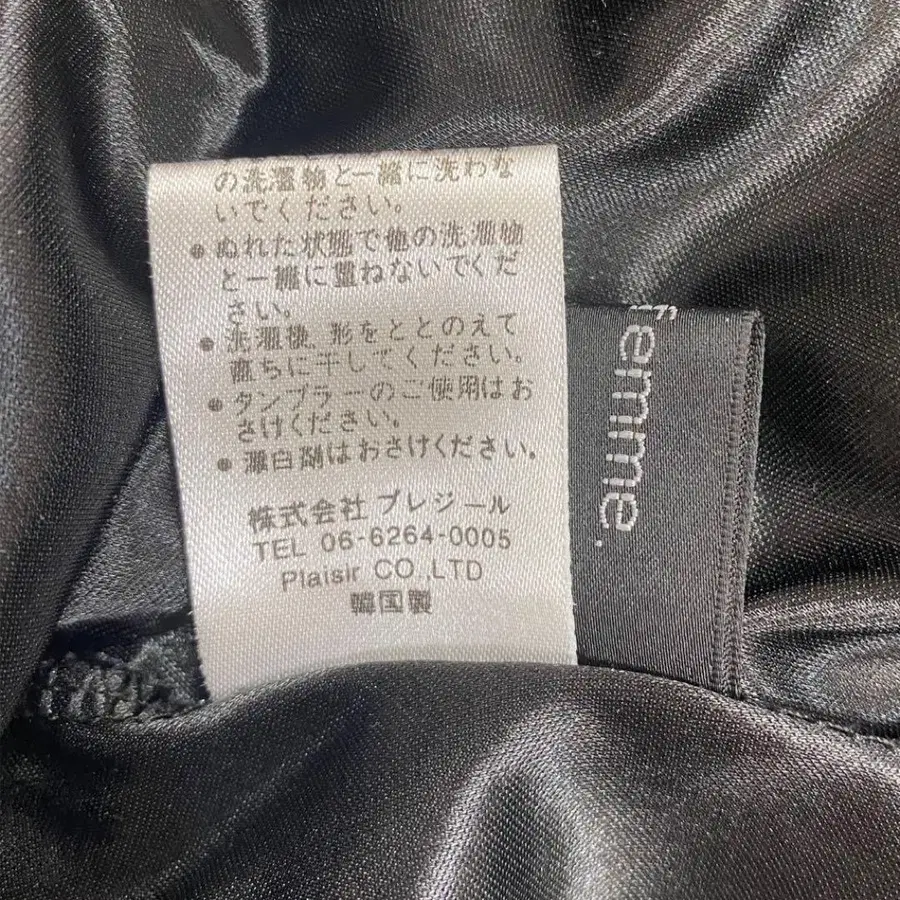 の洗濯物と一緒に洗わな
いでください。
● ぬれた状態で他の洗濯物
と一緒に重ねないでくだ
さい。
● 洗濯後、形をととのえて
直ちに干してください。
● タンブラーのご使用はお
さけください。
● 漂白剤はおさけください。
株式会社 プレジール
TEL 06-6264-0005
Plaisir CO.,LTD
韓国製
femme.